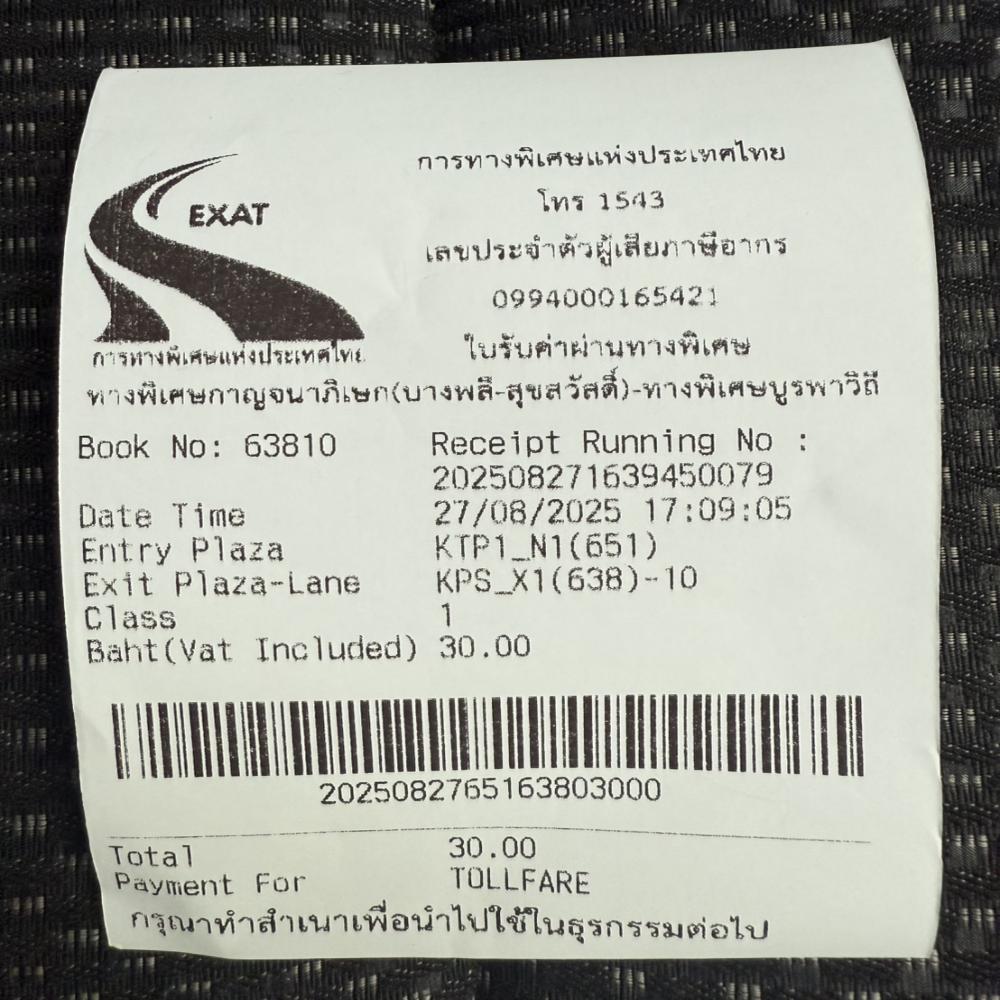 EXAT
การทางพิเศษแห่งประเทศไทย
การทางพิเศษแห่งประเทศไทย
โทร 1543
เลขประจำตัวผู้เสียภาษีอากร
0994000165421
ใบรับค่าผ่านทางพิเศษ
ทางพิเศษกาญจนาภิเษก(บางพลี-สุขสวัสดิ์)-ทางพิเศษบูรพาวิถี
Book No: 63810 Receipt Running No :
202508271639450079
Date Time 27/08/2025 17:09:05
Entry Plaza KTP1_N1(651)
Exit Plaza-Lane KPS_X1(638)-10
Class 1
Baht(Vat Included) 30.00
2025082765163803000
Total 30.00
Payment For TOLLFARE
กรุณาทำสำเนาเพื่อนำไปใช้ในธุรกรรมต่อไป